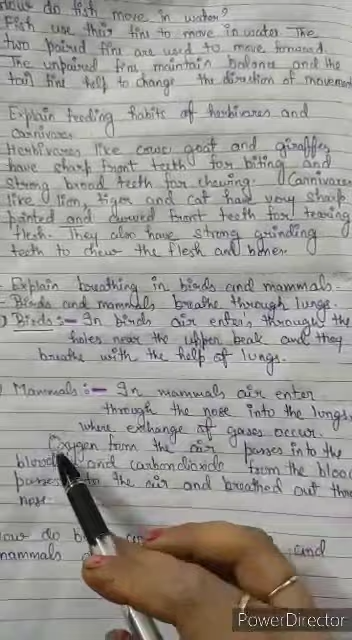 How do fish move in water?
Fish use their fins to move in water. The
two paired fins are used to move forward.
The unpaired fins maintain balance and the
tail fins help to change the direction of movement
Explain feeding habits of herbivares and
carnivares
Herbivares like cows, goat and giraffes
have sharp front teeth for biting and
strong broad teeth for chewing. Carnivares
like lion, tiger and cat have very sharp
pointed and curved front teeth for tearing
flesh. They also have strong grinding
teeth to chew the flesh and bones.
Explain breathing in birds and mammals.
Birds and mammals breathe through lungs.
Birds:- In birds air enters through the
holes near the upper beak and they
breathe with the help of lungs.
Mammals:- In mammals air enter
through the nose into the lungs
where exchange of gases occur.
Oxygen from the air passes into the
blood and carbondioxide from the blood
passes the air and breathed out
nose.
How do
mammals and
PowerDirector